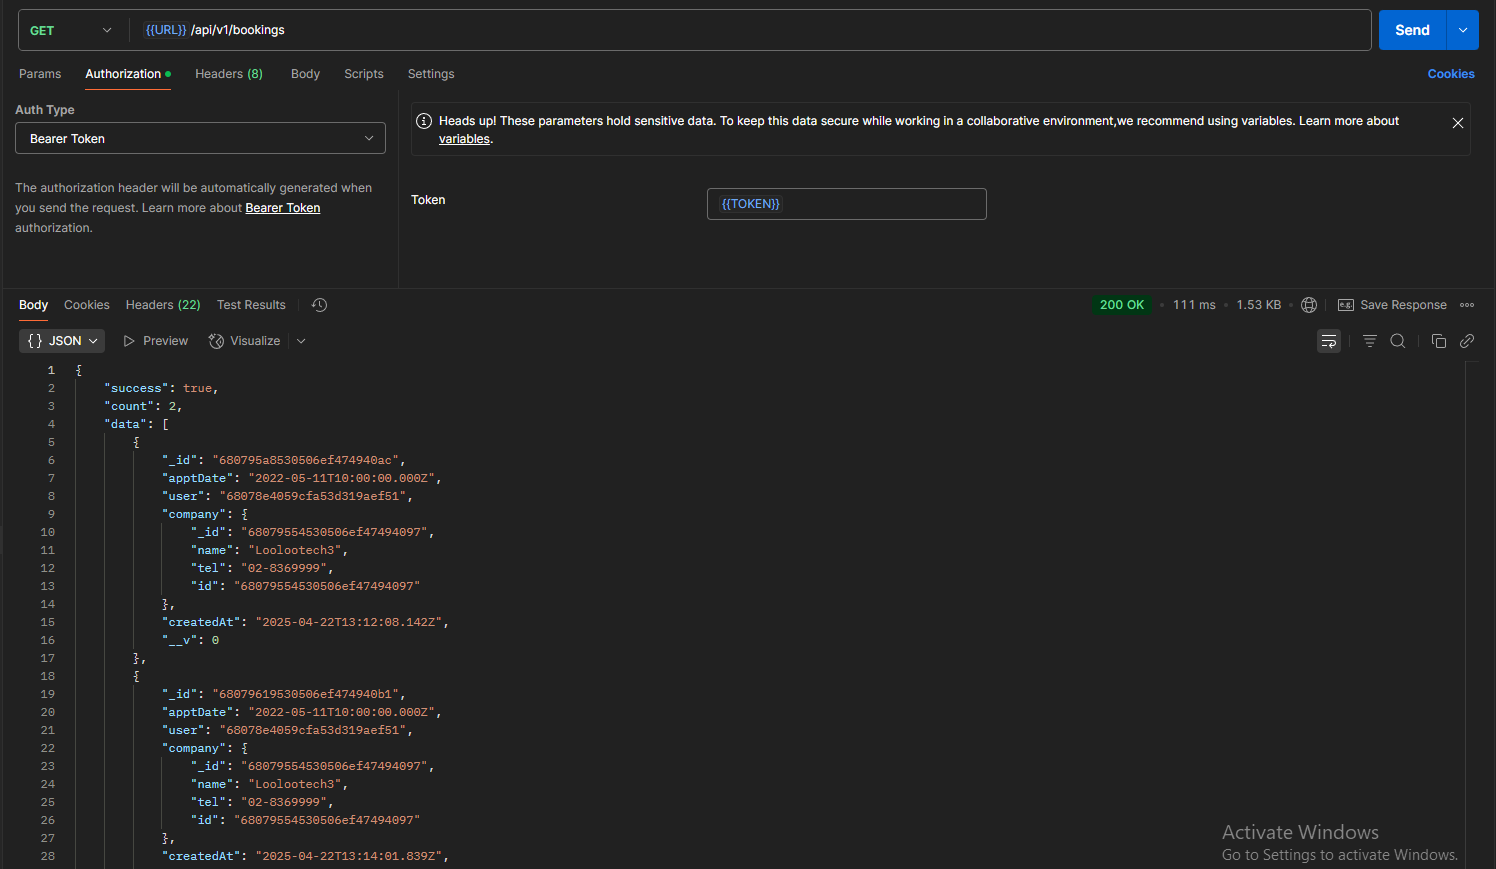 GET {{URL}} /api/v1/bookings Send
Params Authorization Headers (8) Body Scripts Settings Cookies
Auth Type
Bearer Token
The authorization header will be automatically generated when
you send the request. Learn more about Bearer Token
authorization.
Heads up! These parameters hold sensitive data. To keep this data secure while working in a collaborative environment,we recommend using variables. Learn more about
variables.
Token {{TOKEN}}
Body Cookies Headers (22) Test Results 200 OK 111 ms 1.53 KB e.g. Save Response
{} JSON Preview Visualize
1 {
2 "success": true,
3 "count": 2,
4 "data": [
5 {
6 "_id": "680795a8530506ef474940ac",
7 "apptDate": "2022-05-11T10:00:00.000Z",
8 "user": "68078e4059cfa53d319aef51",
9 "company": {
10 "_id": "68079554530506ef47494097",
11 "name": "Loolootech3",
12 "tel": "02-8369999",
13 "id": "68079554530506ef47494097"
14 },
15 "createdAt": "2025-04-22T13:12:08.142Z",
16 "__v": 0
17 },
18 {
19 "_id": "68079619530506ef474940b1",
20 "apptDate": "2022-05-11T10:00:00.000Z",
21 "user": "68078e4059cfa53d319aef51",
22 "company": {
23 "_id": "68079554530506ef47494097",
24 "name": "Loolootech3",
25 "tel": "02-8369999",
26 "id": "68079554530506ef47494097"
27 },
28 "createdAt": "2025-04-22T13:14:01.839Z",
Activate Windows
Go to Settings to activate Windows.